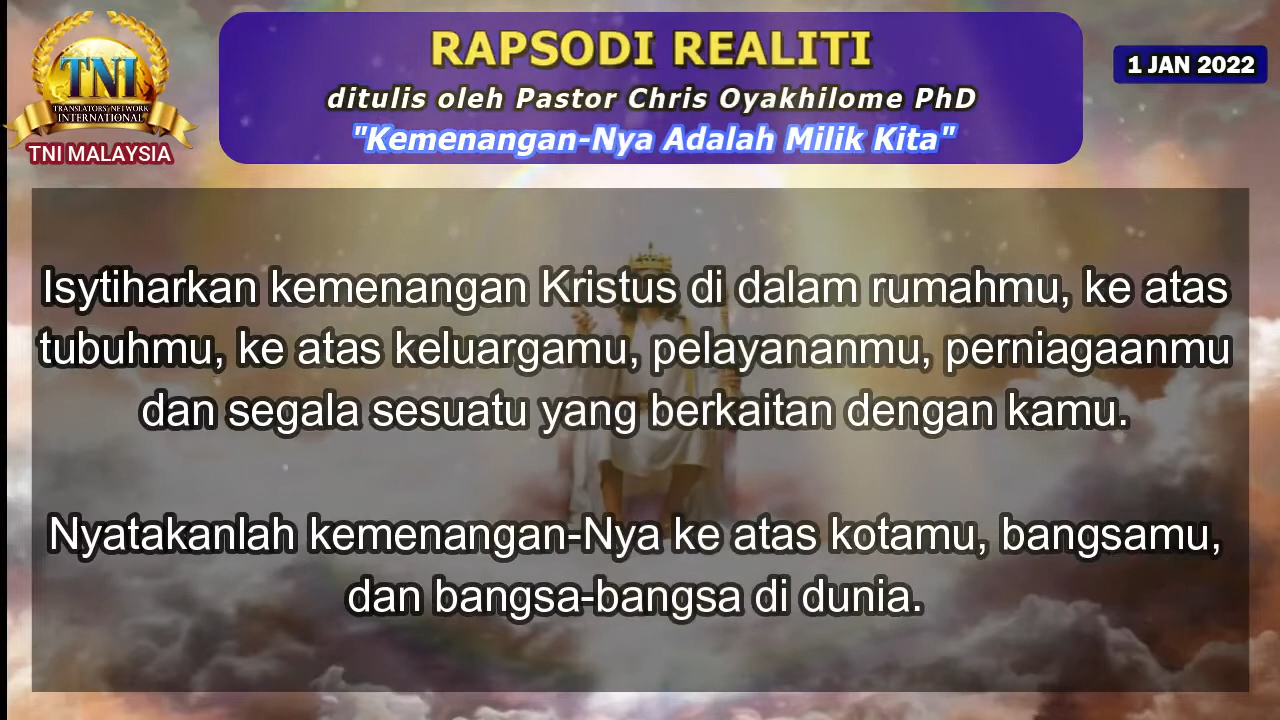 TNI
TRANSLATORS' NETWORK
INTERNATIONAL
TNI MALAYSIA
RAPSODI REALITI
ditulis oleh Pastor Chris Oyakhilome PhD
"Kemenangan-Nya Adalah Milik Kita"
1 JAN 2022
Isytiharkan kemenangan Kristus di dalam rumahmu, ke atas
tubuhmu, ke atas keluargamu, pelayananmu, perniagaanmu
dan segala sesuatu yang berkaitan dengan kamu.
Nyatakanlah kemenangan-Nya ke atas kotamu, bangsamu,
dan bangsa-bangsa di dunia.